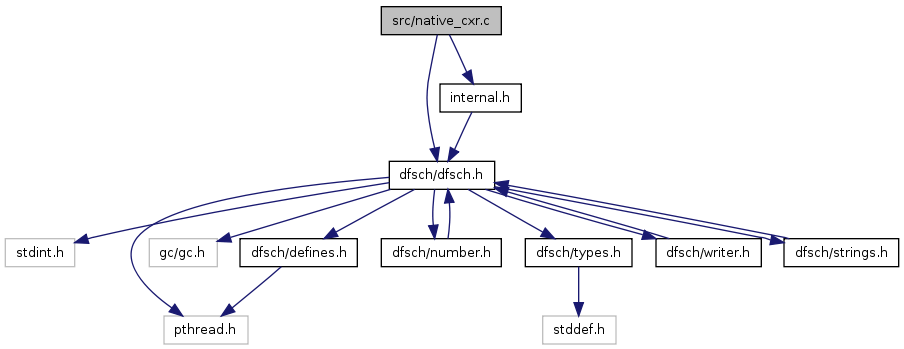 src/native_cxr.c
internal.h
dfsch/dfsch.h
stdint.h
gc/gc.h
dfsch/defines.h
dfsch/number.h
dfsch/types.h
dfsch/writer.h
dfsch/strings.h
pthread.h
stddef.h